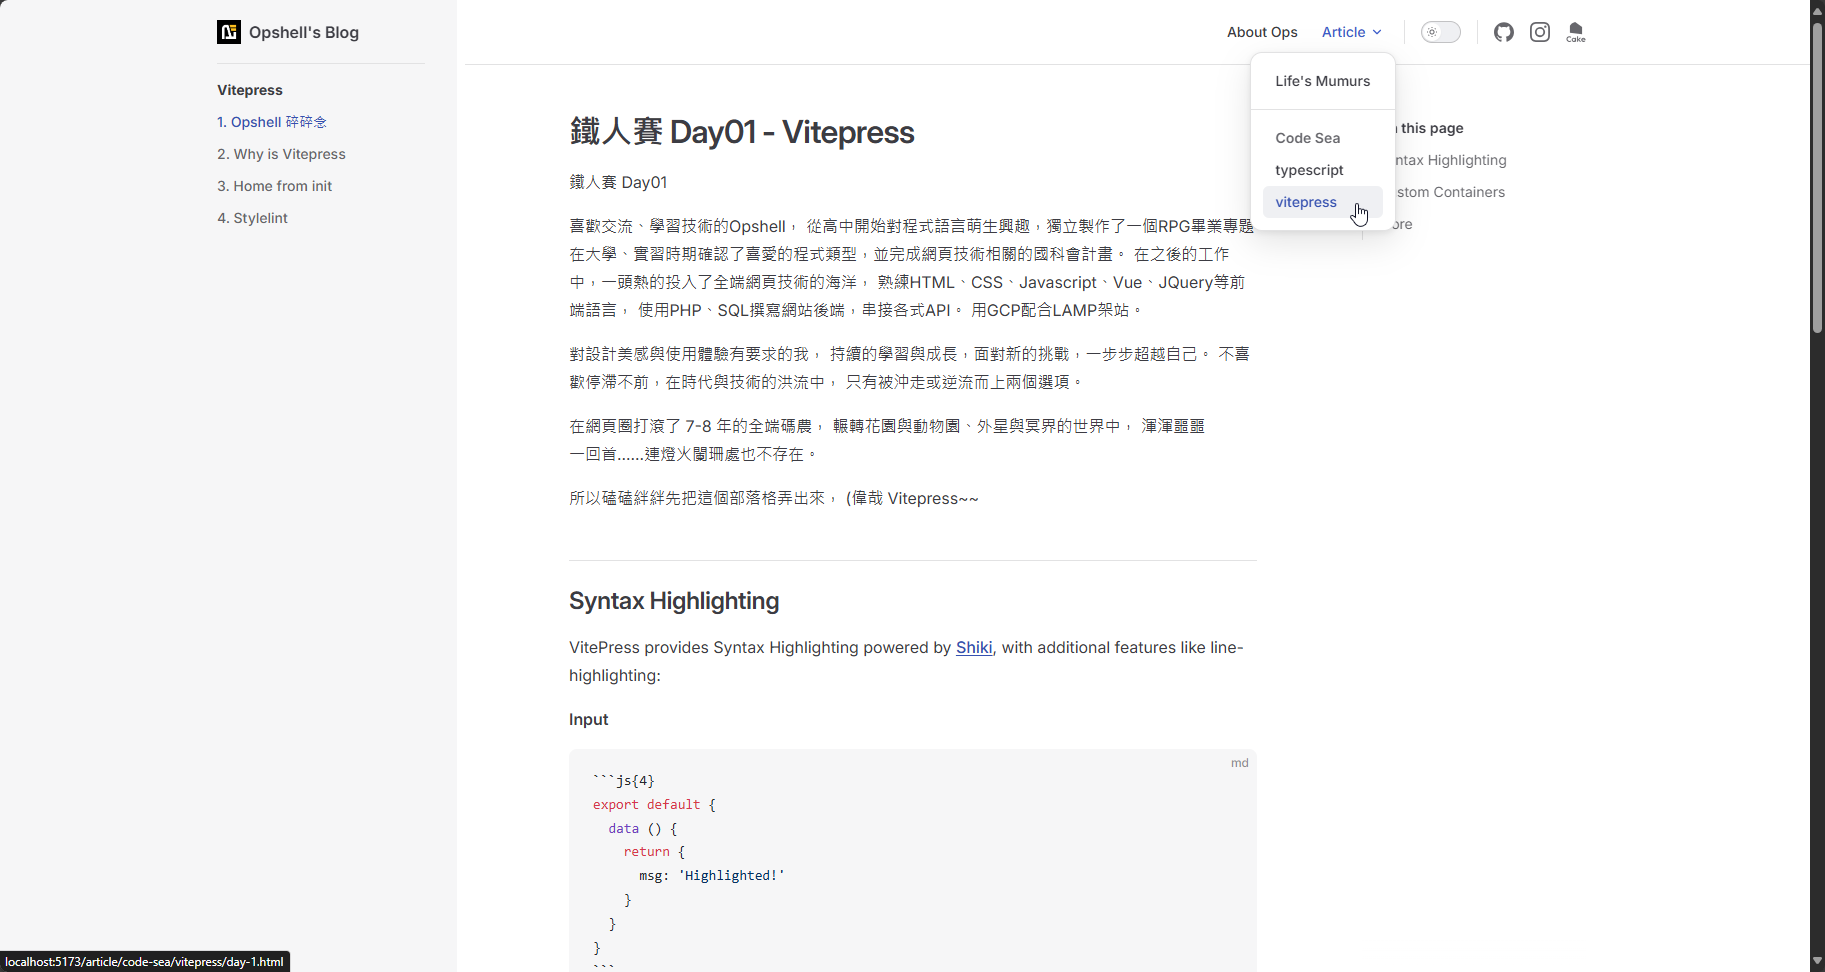 Opshell's Blog
About Ops
Article
Cake
Vitepress
1. Opshell 碎碎念
2. Why is Vitepress
3. Home from init
4. Stylelint
Life's Mumurs
Code Sea
typescript
vitepress
this page
ntax Highlighting
stom Containers
ore
鐵人賽 Day01 - Vitepress
鐵人賽 Day01
喜歡交流、學習技術的Opshell， 從高中開始對程式語言萌生興趣，獨立製作了一個RPG畢業專題
在大學、實習時期確認了喜愛的程式類型，並完成網頁技術相關的國科會計畫。 在之後的工作
中，一頭熱的投入了全端網頁技術的海洋， 熟練HTML、CSS、Javascript、Vue、JQuery等前
端語言， 使用PHP、SQL撰寫網站後端，串接各式API。 用GCP配合LAMP架站。
對設計美感與使用體驗有要求的我， 持續的學習與成長，面對新的挑戰，一步步超越自己。 不喜
歡停滯不前，在時代與技術的洪流中， 只有被沖走或逆流而上兩個選項。
在網頁圈打滾了 7-8 年的全端碼農， 輾轉花園與動物園、外星與冥界的世界中， 渾渾噩噩
一回首......連燈火闌珊處也不存在。
所以磕磕絆絆先把這個部落格弄出來， (偉哉 Vitepress~~
Syntax Highlighting
VitePress provides Syntax Highlighting powered by Shiki, with additional features like line-
highlighting:
Input
md
```js{4}
export default {
  data () {
    return {
      msg: 'Highlighted!'
    }
  }
}
```
localhost:5173/article/code-sea/vitepress/day-1.html